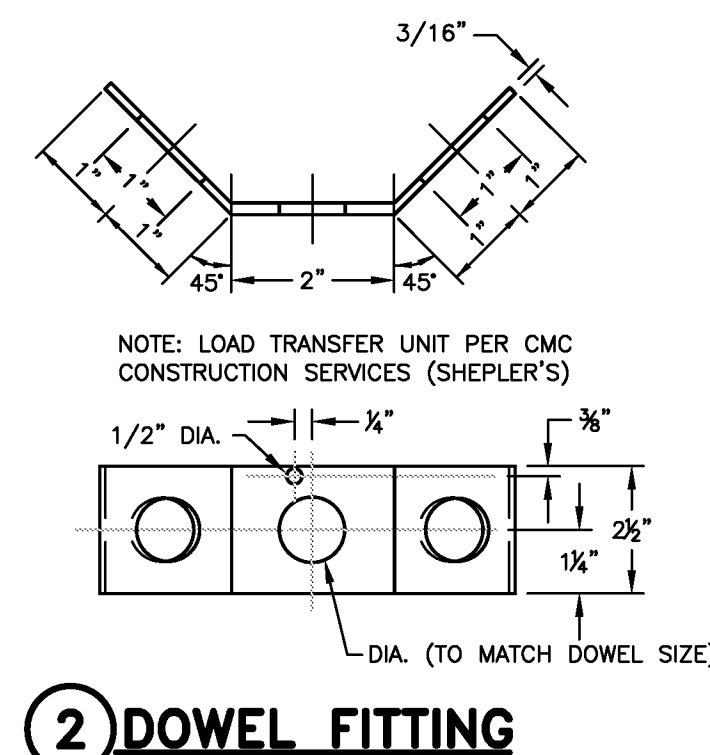 3/16"
1" 1" 1"
1" 1" 1"
45° 2" 45°
NOTE: LOAD TRANSFER UNIT PER CMC
CONSTRUCTION SERVICES (SHEPLER'S)
1/2" DIA.
¼"
⅜"
2½"
1¼"
DIA. (TO MATCH DOWEL SIZE)
2 DOWEL FITTING